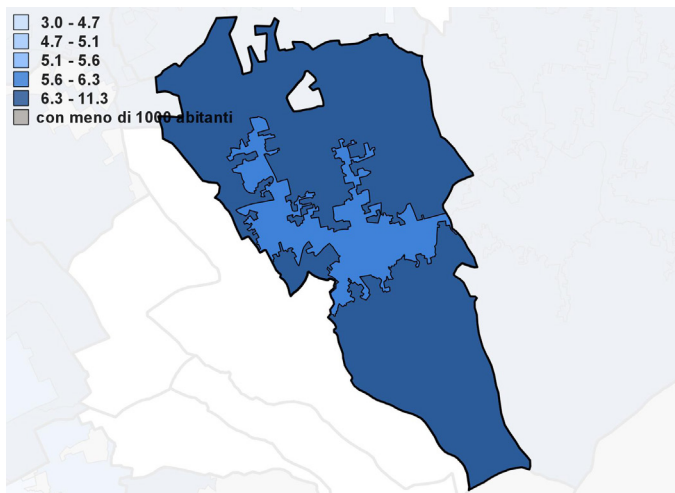 3.0 - 4.7
4.7 - 5.1
5.1 - 5.6
5.6 - 6.3
6.3 - 11.3
con meno di 1000 abitanti